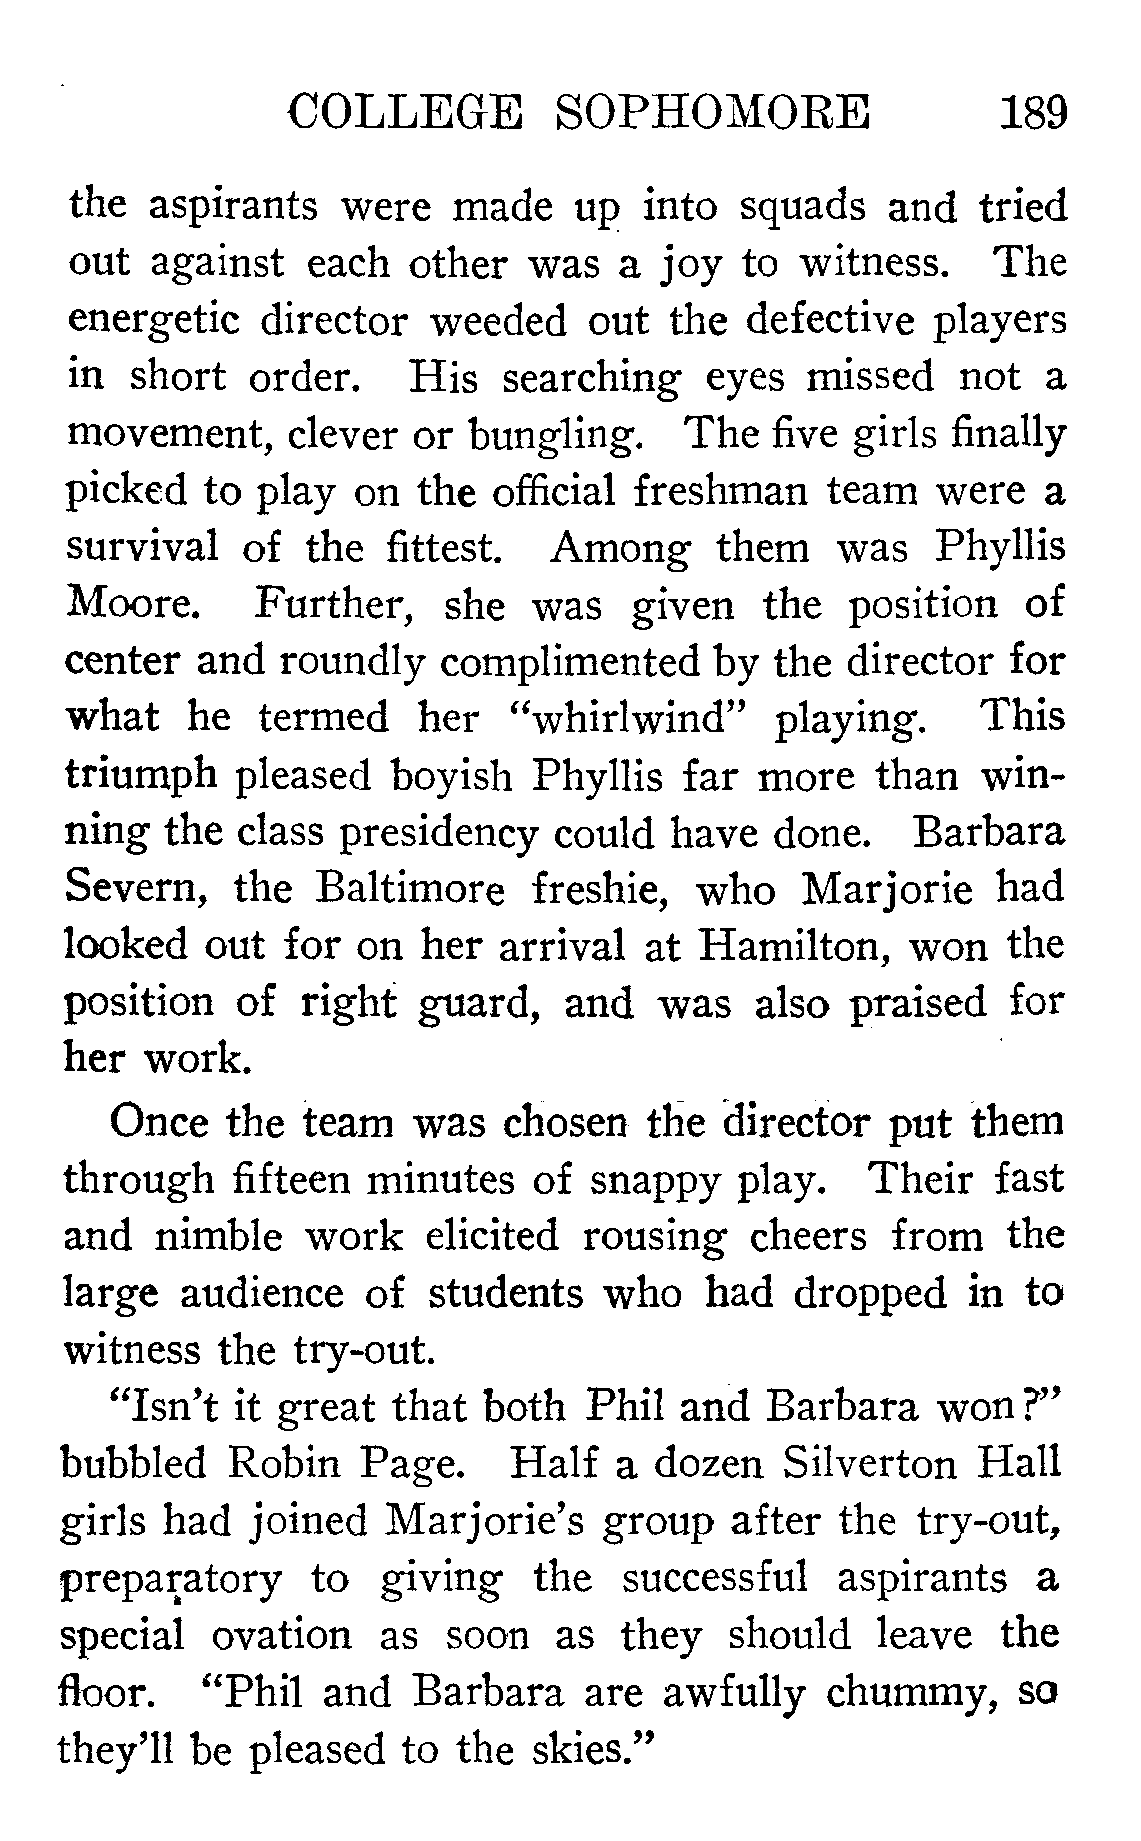 COLLEGE SOPHOMORE 189
the aspirants were made up into squads and tried
out against each other was a joy to witness. The
energetic director weeded out the defective players
in short order. His searching eyes missed not a
movement, clever or bungling. The five girls finally
picked to play on the official freshman team were a
survival of the fittest. Among them was Phyllis
Moore. Further, she was given the position of
center and roundly complimented by the director for
what he termed her “whirlwind” playing. This
triumph pleased boyish Phyllis far more than win-
ning the class presidency could have done. Barbara
Severn, the Baltimore freshie, who Marjorie had
looked out for on her arrival at Hamilton, won the
position of right guard, and was also praised for
her work.
Once the team was chosen the director put them
through fifteen minutes of snappy play. Their fast
and nimble work elicited rousing cheers from the
large audience of students who had dropped in to
witness the try-out.
“Isn’t it great that both Phil and Barbara won?”
bubbled Robin Page. Half a dozen Silverton Hall
girls had joined Marjorie’s group after the try-out,
preparatory to giving the successful aspirants a
special ovation as soon as they should leave the
floor. “Phil and Barbara are awfully chummy, so
they’ll be pleased to the skies.”